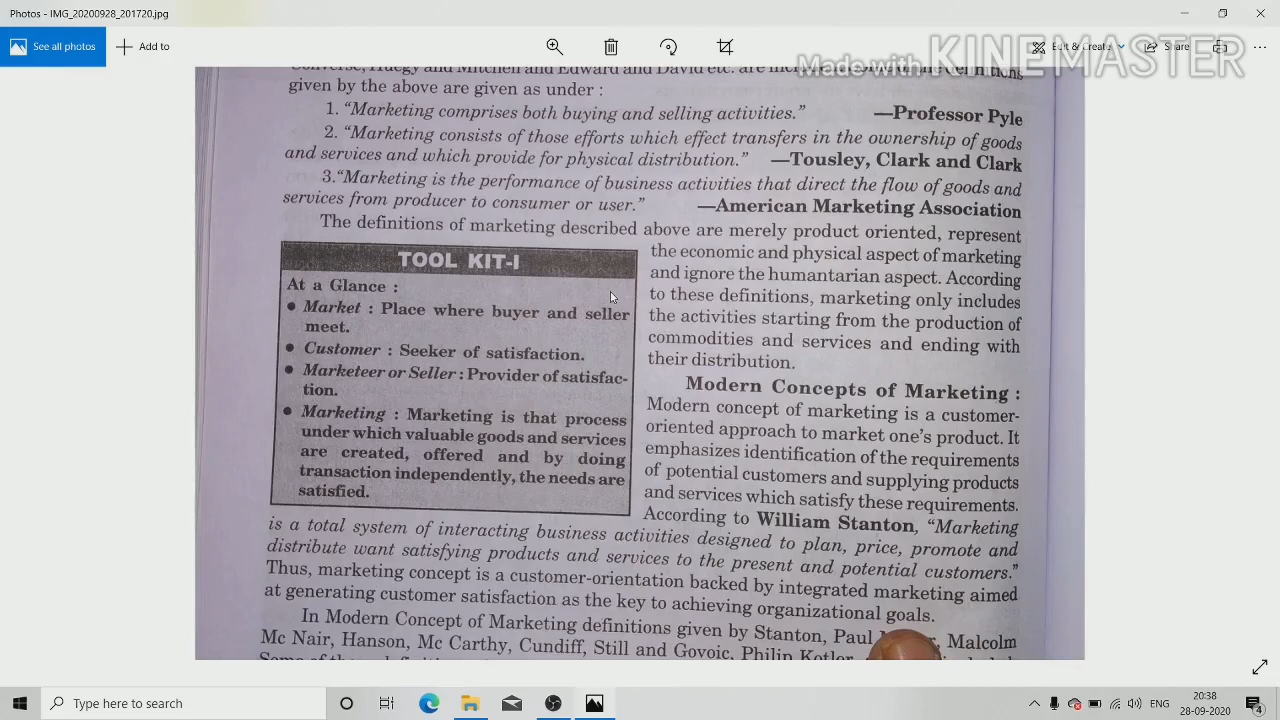 Photos - IMG_20200928_201720.jpg
See all photos
Add to
Edit & Create
Share
Made with KINEMASTER
Converse, Huegy and Mitchell and Edward and David etc. are
given by the above are given as under :
1. “Marketing comprises both buying and selling activities.” —Professor Pyle
2. “Marketing consists of those efforts which effect transfers in the ownership of goods
and services and which provide for physical distribution.” —Tousley, Clark and Clark
3.“Marketing is the performance of business activities that direct the flow of goods and
services from producer to consumer or user.” —American Marketing Association
The definitions of marketing described above are merely product oriented, represent
the economic and physical aspect of marketing
and ignore the humantarian aspect. According
to these definitions, marketing only includes
the activities starting from the production of
commodities and services and ending with
their distribution.
TOOL KIT-I
At a Glance :
● Market : Place where buyer and seller
meet.
● Customer : Seeker of satisfaction.
● Marketeer or Seller : Provider of satisfac-
tion.
● Marketing : Marketing is that process
under which valuable goods and services
are created, offered and by doing
transaction independently, the needs are
satisfied.
Modern Concepts of Marketing :
Modern concept of marketing is a customer-
oriented approach to market one’s product. It
emphasizes identification of the requirements
of potential customers and supplying products
and services which satisfy these requirements.
According to William Stanton, “Marketing
is a total system of interacting business activities designed to plan, price, promote and
distribute want satisfying products and services to the present and potential customers.”
Thus, marketing concept is a customer-orientation backed by integrated marketing aimed
at generating customer satisfaction as the key to achieving organizational goals.
In Modern Concept of Marketing definitions given by Stanton, Paul Malcolm
Mc Nair, Hanson, Mc Carthy, Cundiff, Still and Govoic, Philip Kotler
Type here to search
ENG
20:38
28-09-2020
4